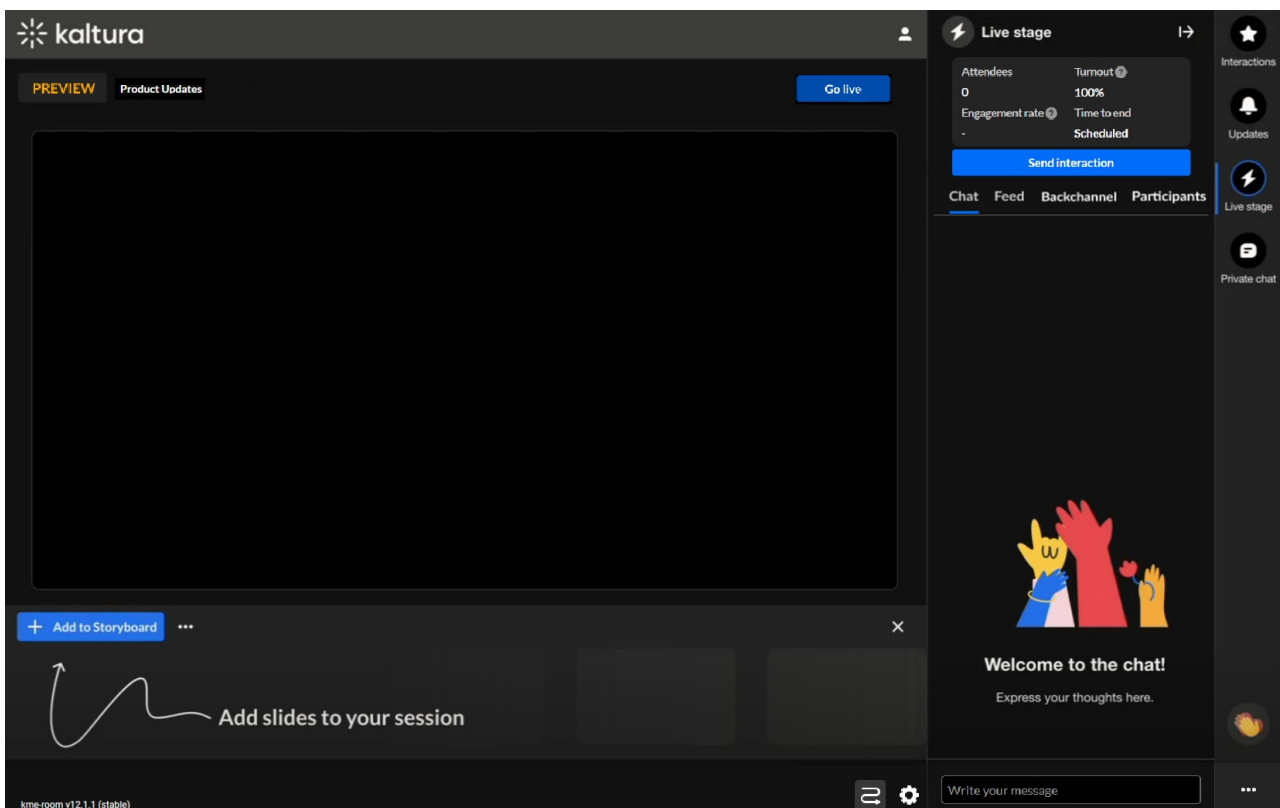 kaltura
PREVIEW Product Updates Go live
Add to Storyboard
Add slides to your session
kme-room v12.1.1 (stable)
Live stage
Attendees Turnout ?
0 100%
Engagement rate ? Time to end
- Scheduled
Send interaction
Chat Feed Backchannel Participants
Welcome to the chat!
Express your thoughts here.
Write your message
Interactions
Updates
Live stage
Private chat